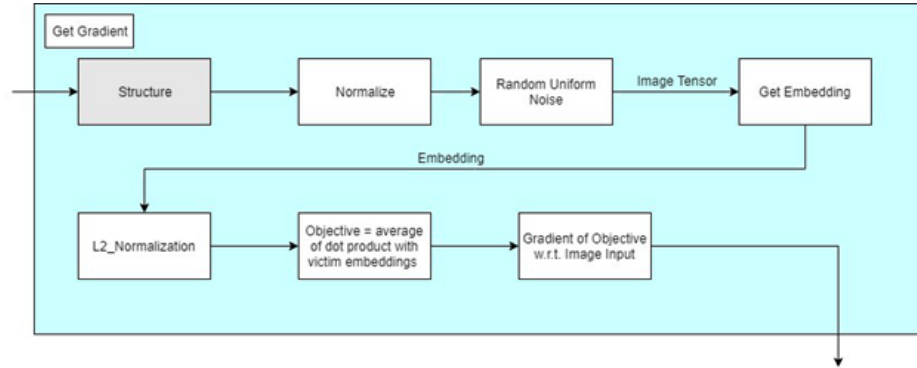 Get Gradient
Structure
Normalize
Random Uniform
Noise
Image Tensor
Get Embedding
Embedding
L2_Normalization
Objective = average
of dot product with
victim embeddings
Gradient of Objective
w.r.t. Image Input